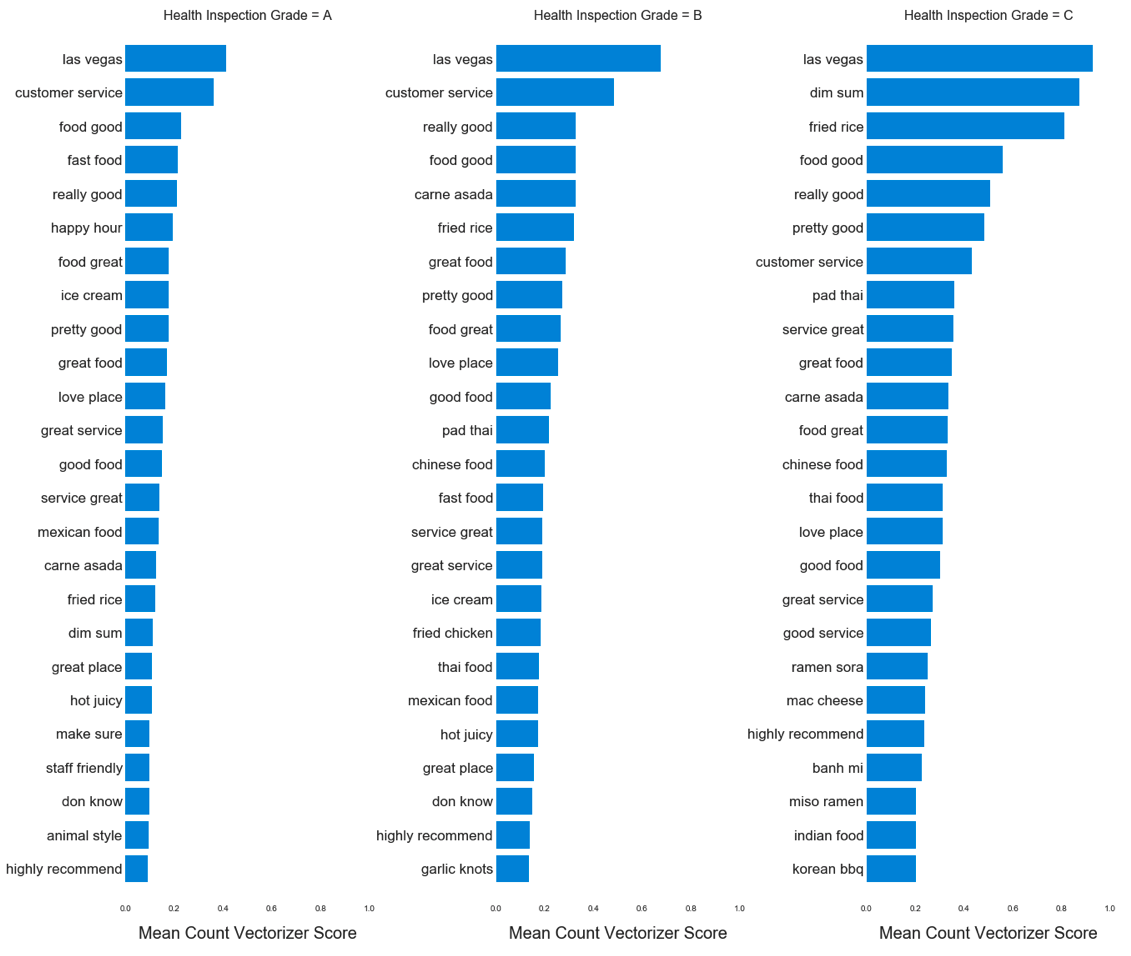 Health Inspection Grade = A
las vegas
customer service
food good
fast food
really good
happy hour
food great
ice cream
pretty good
great food
love place
great service
good food
service great
mexican food
carne asada
fried rice
dim sum
great place
hot juicy
make sure
staff friendly
don know
animal style
highly recommend
0.0 0.2 0.4 0.6 0.8 1.0
Mean Count Vectorizer Score
Health Inspection Grade = B
las vegas
customer service
really good
food good
carne asada
fried rice
great food
pretty good
food great
love place
good food
pad thai
chinese food
fast food
service great
great service
ice cream
fried chicken
thai food
mexican food
hot juicy
great place
don know
highly recommend
garlic knots
0.0 0.2 0.4 0.6 0.8 1.0
Mean Count Vectorizer Score
Health Inspection Grade = C
las vegas
dim sum
fried rice
food good
really good
pretty good
customer service
pad thai
service great
great food
carne asada
food great
chinese food
thai food
love place
good food
great service
good service
ramen sora
mac cheese
highly recommend
banh mi
miso ramen
indian food
korean bbq
0.0 0.2 0.4 0.6 0.8 1.0
Mean Count Vectorizer Score